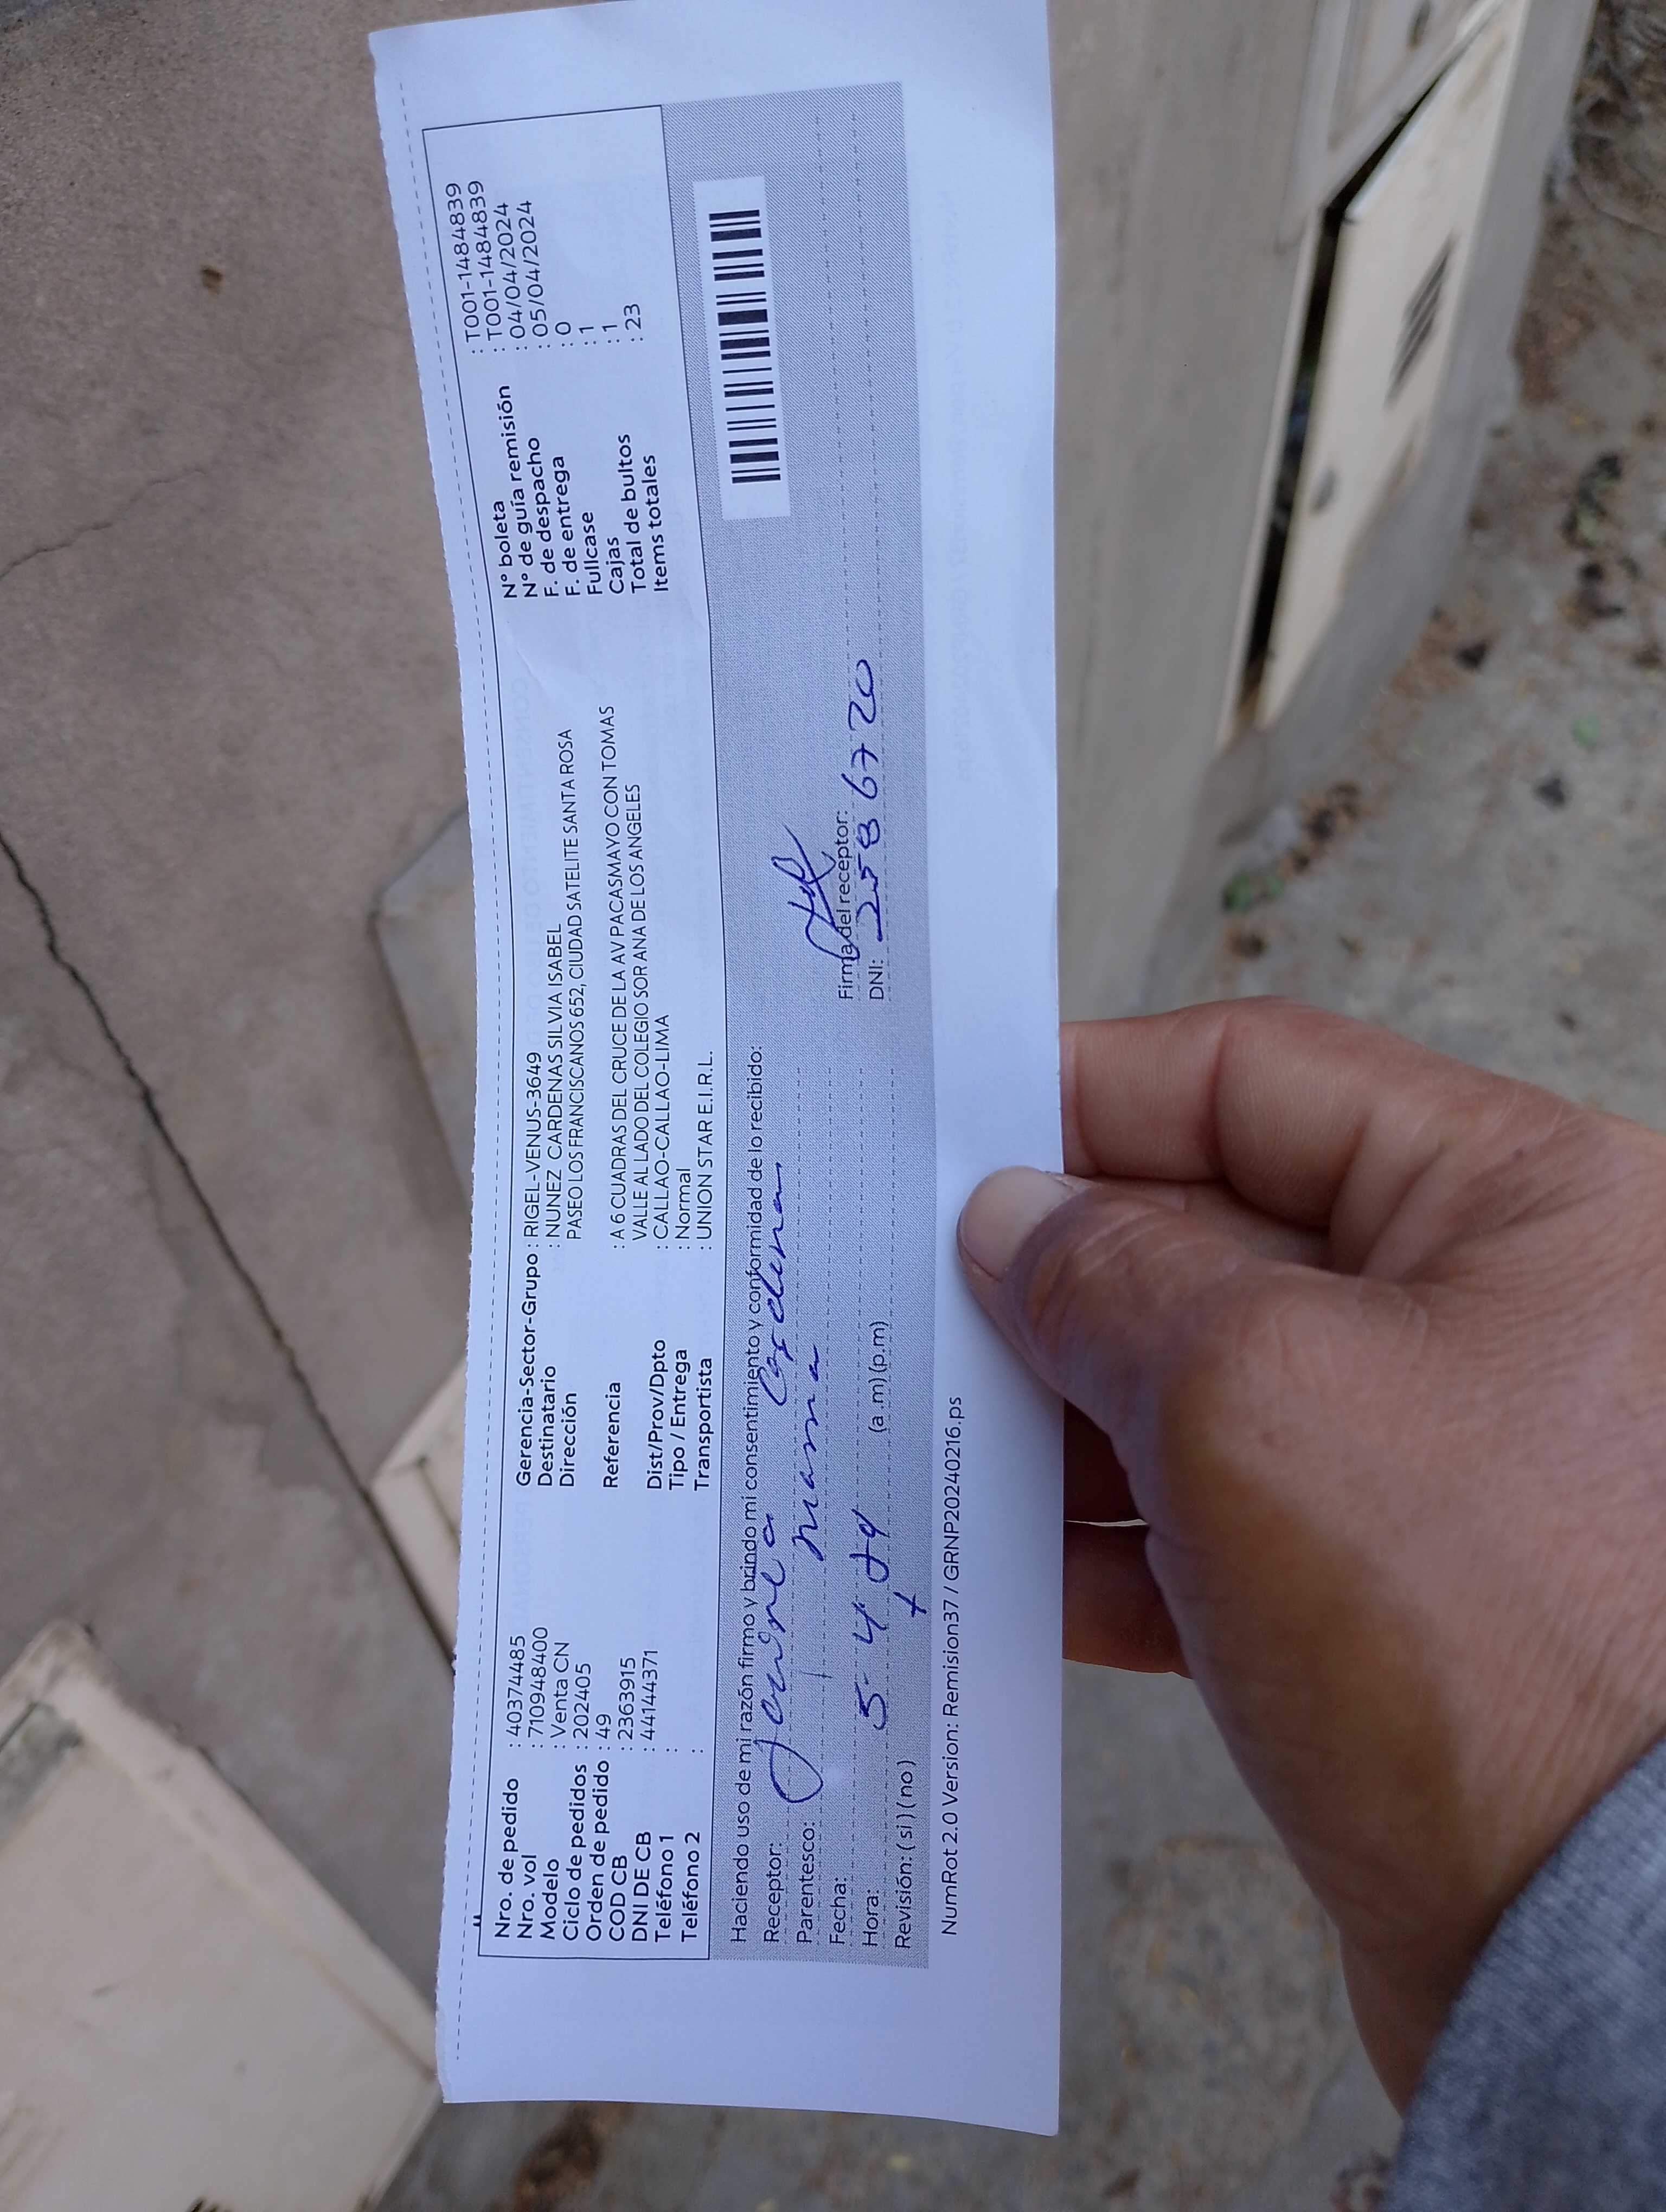 Nro. de pedido : 40374485
Nro. vol : 710948400
Modelo : Venta CN
Ciclo de pedidos : 202405
Orden de pedido : 49
COD CB : 2363915
DNI DE CB : 44144371
Teléfono 1 :
Teléfono 2 :
Gerencia-Sector-Grupo : RIGEL-VENUS-3649
Destinatario : NUNEZ CARDENAS SILVIA ISABEL
Dirección PASEO LOS FRANCISCANOS 652, CIUDAD SATELITE SANTA ROSA
Referencia : A 6 CUADRAS DEL CRUCE DE LA AV PACASMAYO CON TOMAS
VALLE AL LADO DEL COLEGIO SOR ANA DE LOS ANGELES
Dist/Prov/Dpto : CALLAO-CALLAO-LIMA
Tipo / Entrega : Normal
Transportista : UNION STAR E.I.R.L.
N° boleta : T001-1484839
N° de guía remisión : T001-1484839
F. de despacho : 04/04/2024
F. de entrega : 05/04/2024
Fullcase : 0
Cajas : 1
Total de bultos : 1
Items totales : 23
Haciendo uso de mi razón firmo y brindo mi consentimiento y conformidad de lo recibido:
Receptor: Cardenas
Parentesco: mama
Fecha: 5-4
Hora: (a.m)(p.m)
Revisión: ( si ) ( no )
Firma del receptor:
DNI: 25586720
NumRot 2.0 Version: Remision37 / GRNP20240216.ps